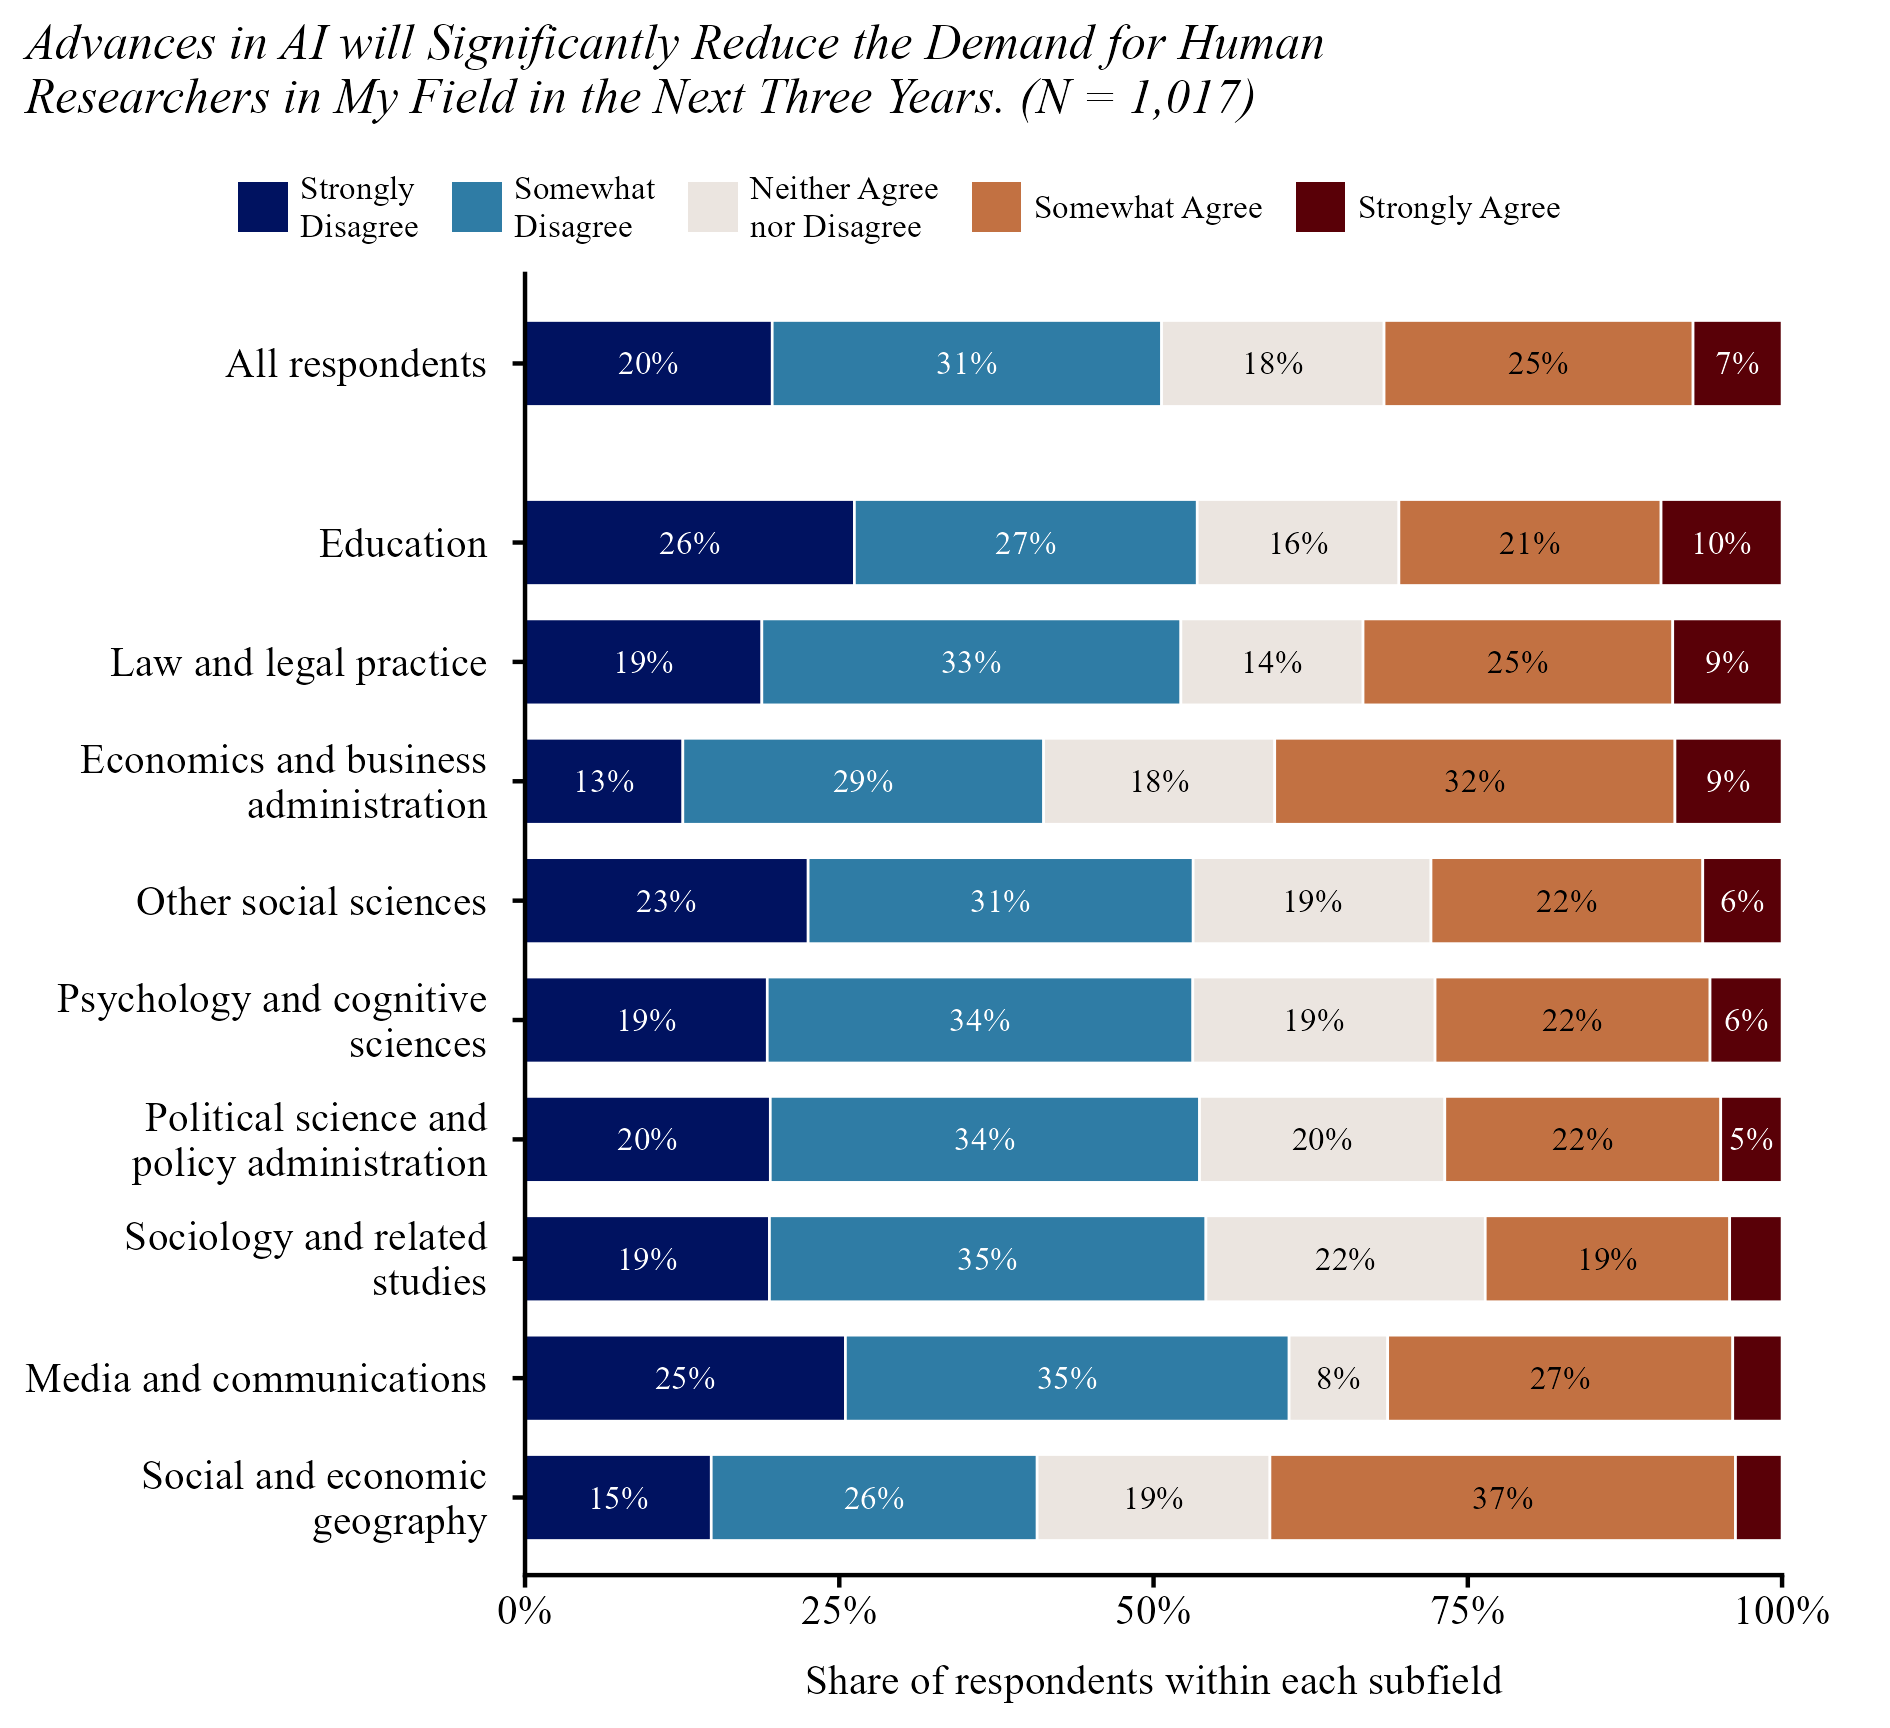 Advances in AI will Significantly Reduce the Demand for Human
Researchers in My Field in the Next Three Years. (N = 1,017)
Strongly
Disagree
Somewhat
Disagree
Neither Agree
nor Disagree
Somewhat Agree
Strongly Agree
All respondents
20% 31% 18% 25% 7%
Education
26% 27% 16% 21% 10%
Law and legal practice
19% 33% 14% 25% 9%
Economics and business
administration
13% 29% 18% 32% 9%
Other social sciences
23% 31% 19% 22% 6%
Psychology and cognitive
sciences
19% 34% 19% 22% 6%
Political science and
policy administration
20% 34% 20% 22% 5%
Sociology and related
studies
19% 35% 22% 19%
Media and communications
25% 35% 8% 27%
Social and economic
geography
15% 26% 19% 37%
0% 25% 50% 75% 100%
Share of respondents within each subfield